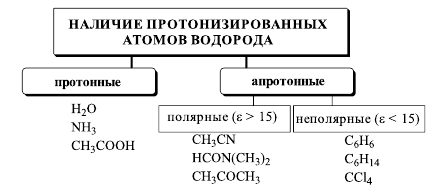 НАЛИЧИЕ ПРОТОНИЗИРОВАННЫХ
АТОМОВ ВОДОРОДА
протонные
апротонные
H₂O
NH₃
CH₃COOH
полярные (ε > 15)
неполярные (ε < 15)
CH₃CN
HCON(CH₃)₂
CH₃COCH₃
C₆H₆
C₆H₁₄
CCl₄